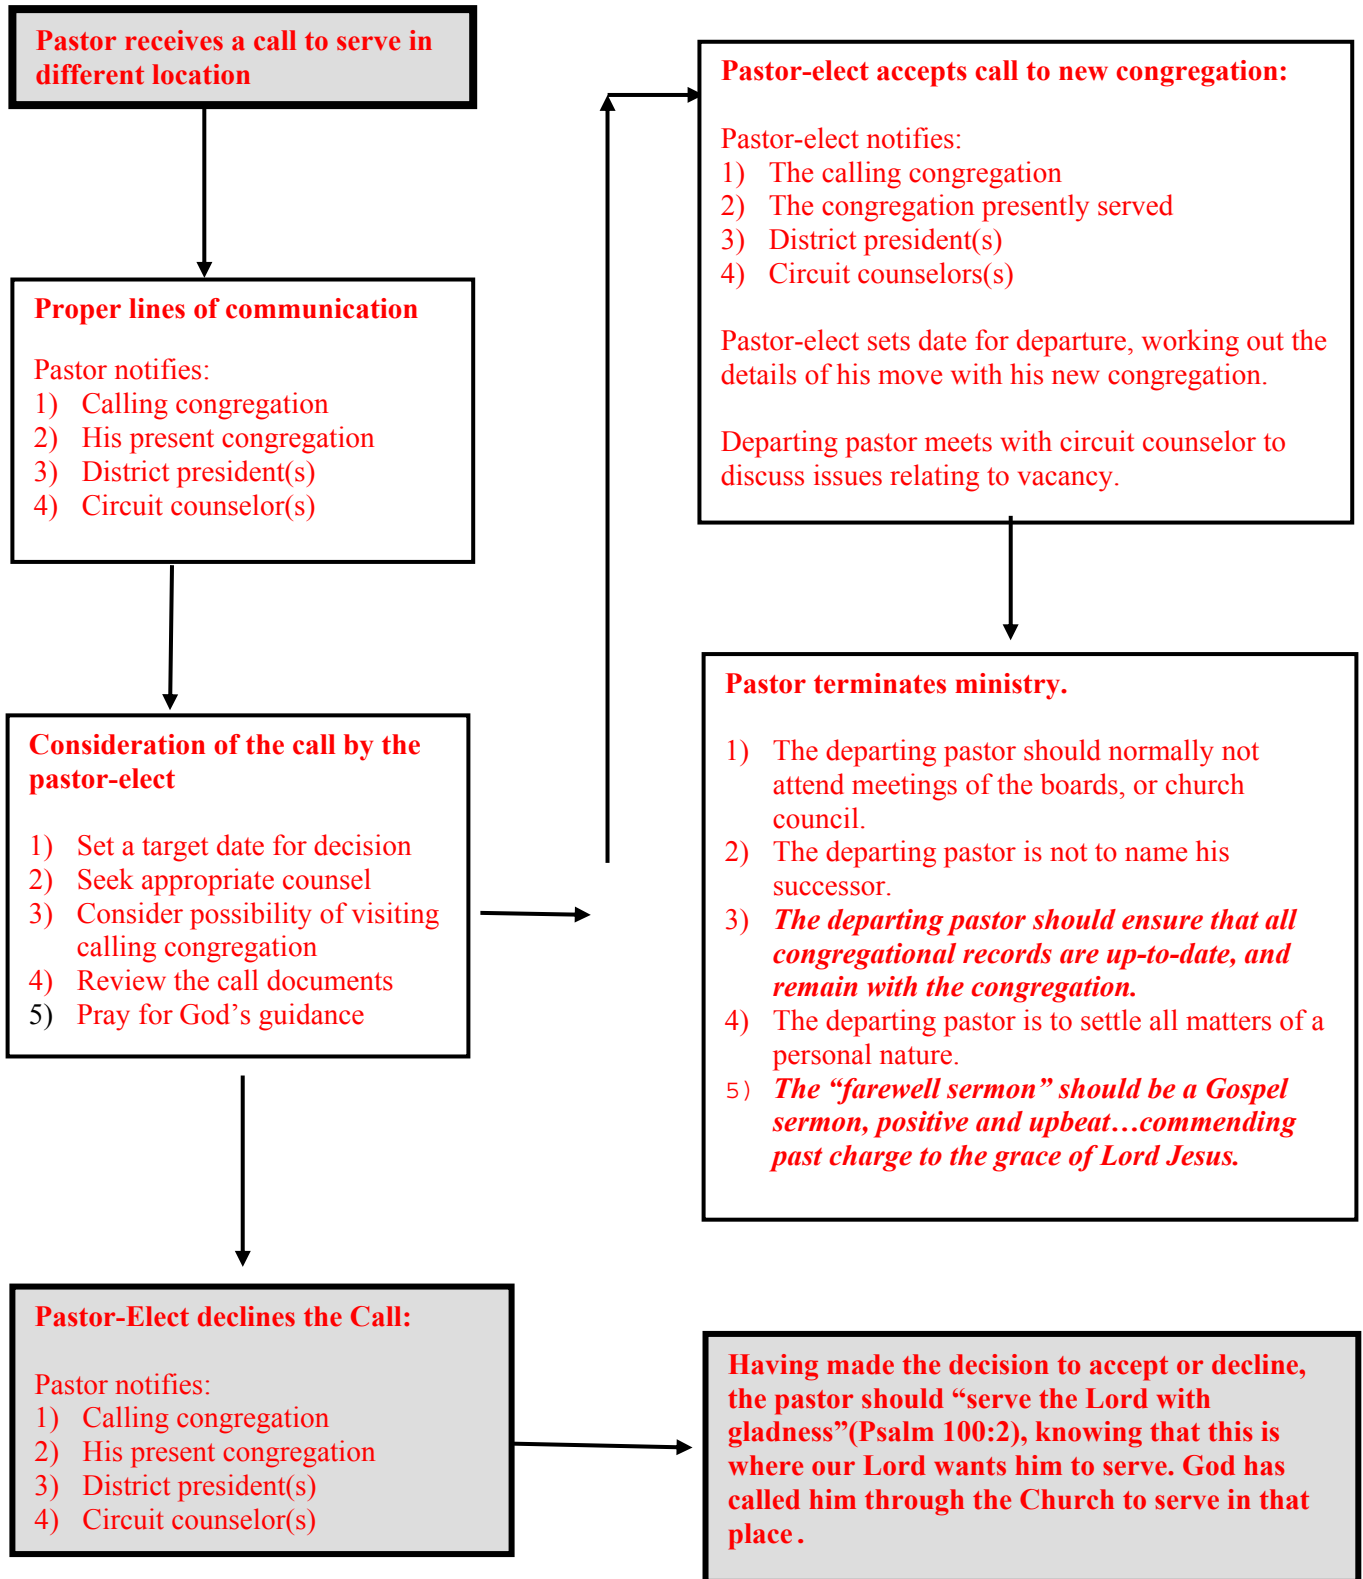 Pastor receives a call to serve in
different location
Proper lines of communication
Pastor notifies:
1) Calling congregation
2) His present congregation
3) District president(s)
4) Circuit counselor(s)
Consideration of the call by the
pastor-elect
1) Set a target date for decision
2) Seek appropriate counsel
3) Consider possibility of visiting
calling congregation
4) Review the call documents
5) Pray for God’s guidance
Pastor-elect accepts call to new congregation:
Pastor-elect notifies:
1) The calling congregation
2) The congregation presently served
3) District president(s)
4) Circuit counselors(s)
Pastor-elect sets date for departure, working out the
details of his move with his new congregation.
Departing pastor meets with circuit counselor to
discuss issues relating to vacancy.
Pastor terminates ministry.
1) The departing pastor should normally not
attend meetings of the boards, or church
council.
2) The departing pastor is not to name his
successor.
3) The departing pastor should ensure that all
congregational records are up-to-date, and
remain with the congregation.
4) The departing pastor is to settle all matters of a
personal nature.
5) The “farewell sermon” should be a Gospel
sermon, positive and upbeat…commending
past charge to the grace of Lord Jesus.
Pastor-Elect declines the Call:
Pastor notifies:
1) Calling congregation
2) His present congregation
3) District president(s)
4) Circuit counselor(s)
Having made the decision to accept or decline,
the pastor should “serve the Lord with
gladness”(Psalm 100:2), knowing that this is
where our Lord wants him to serve. God has
called him through the Church to serve in that
place .